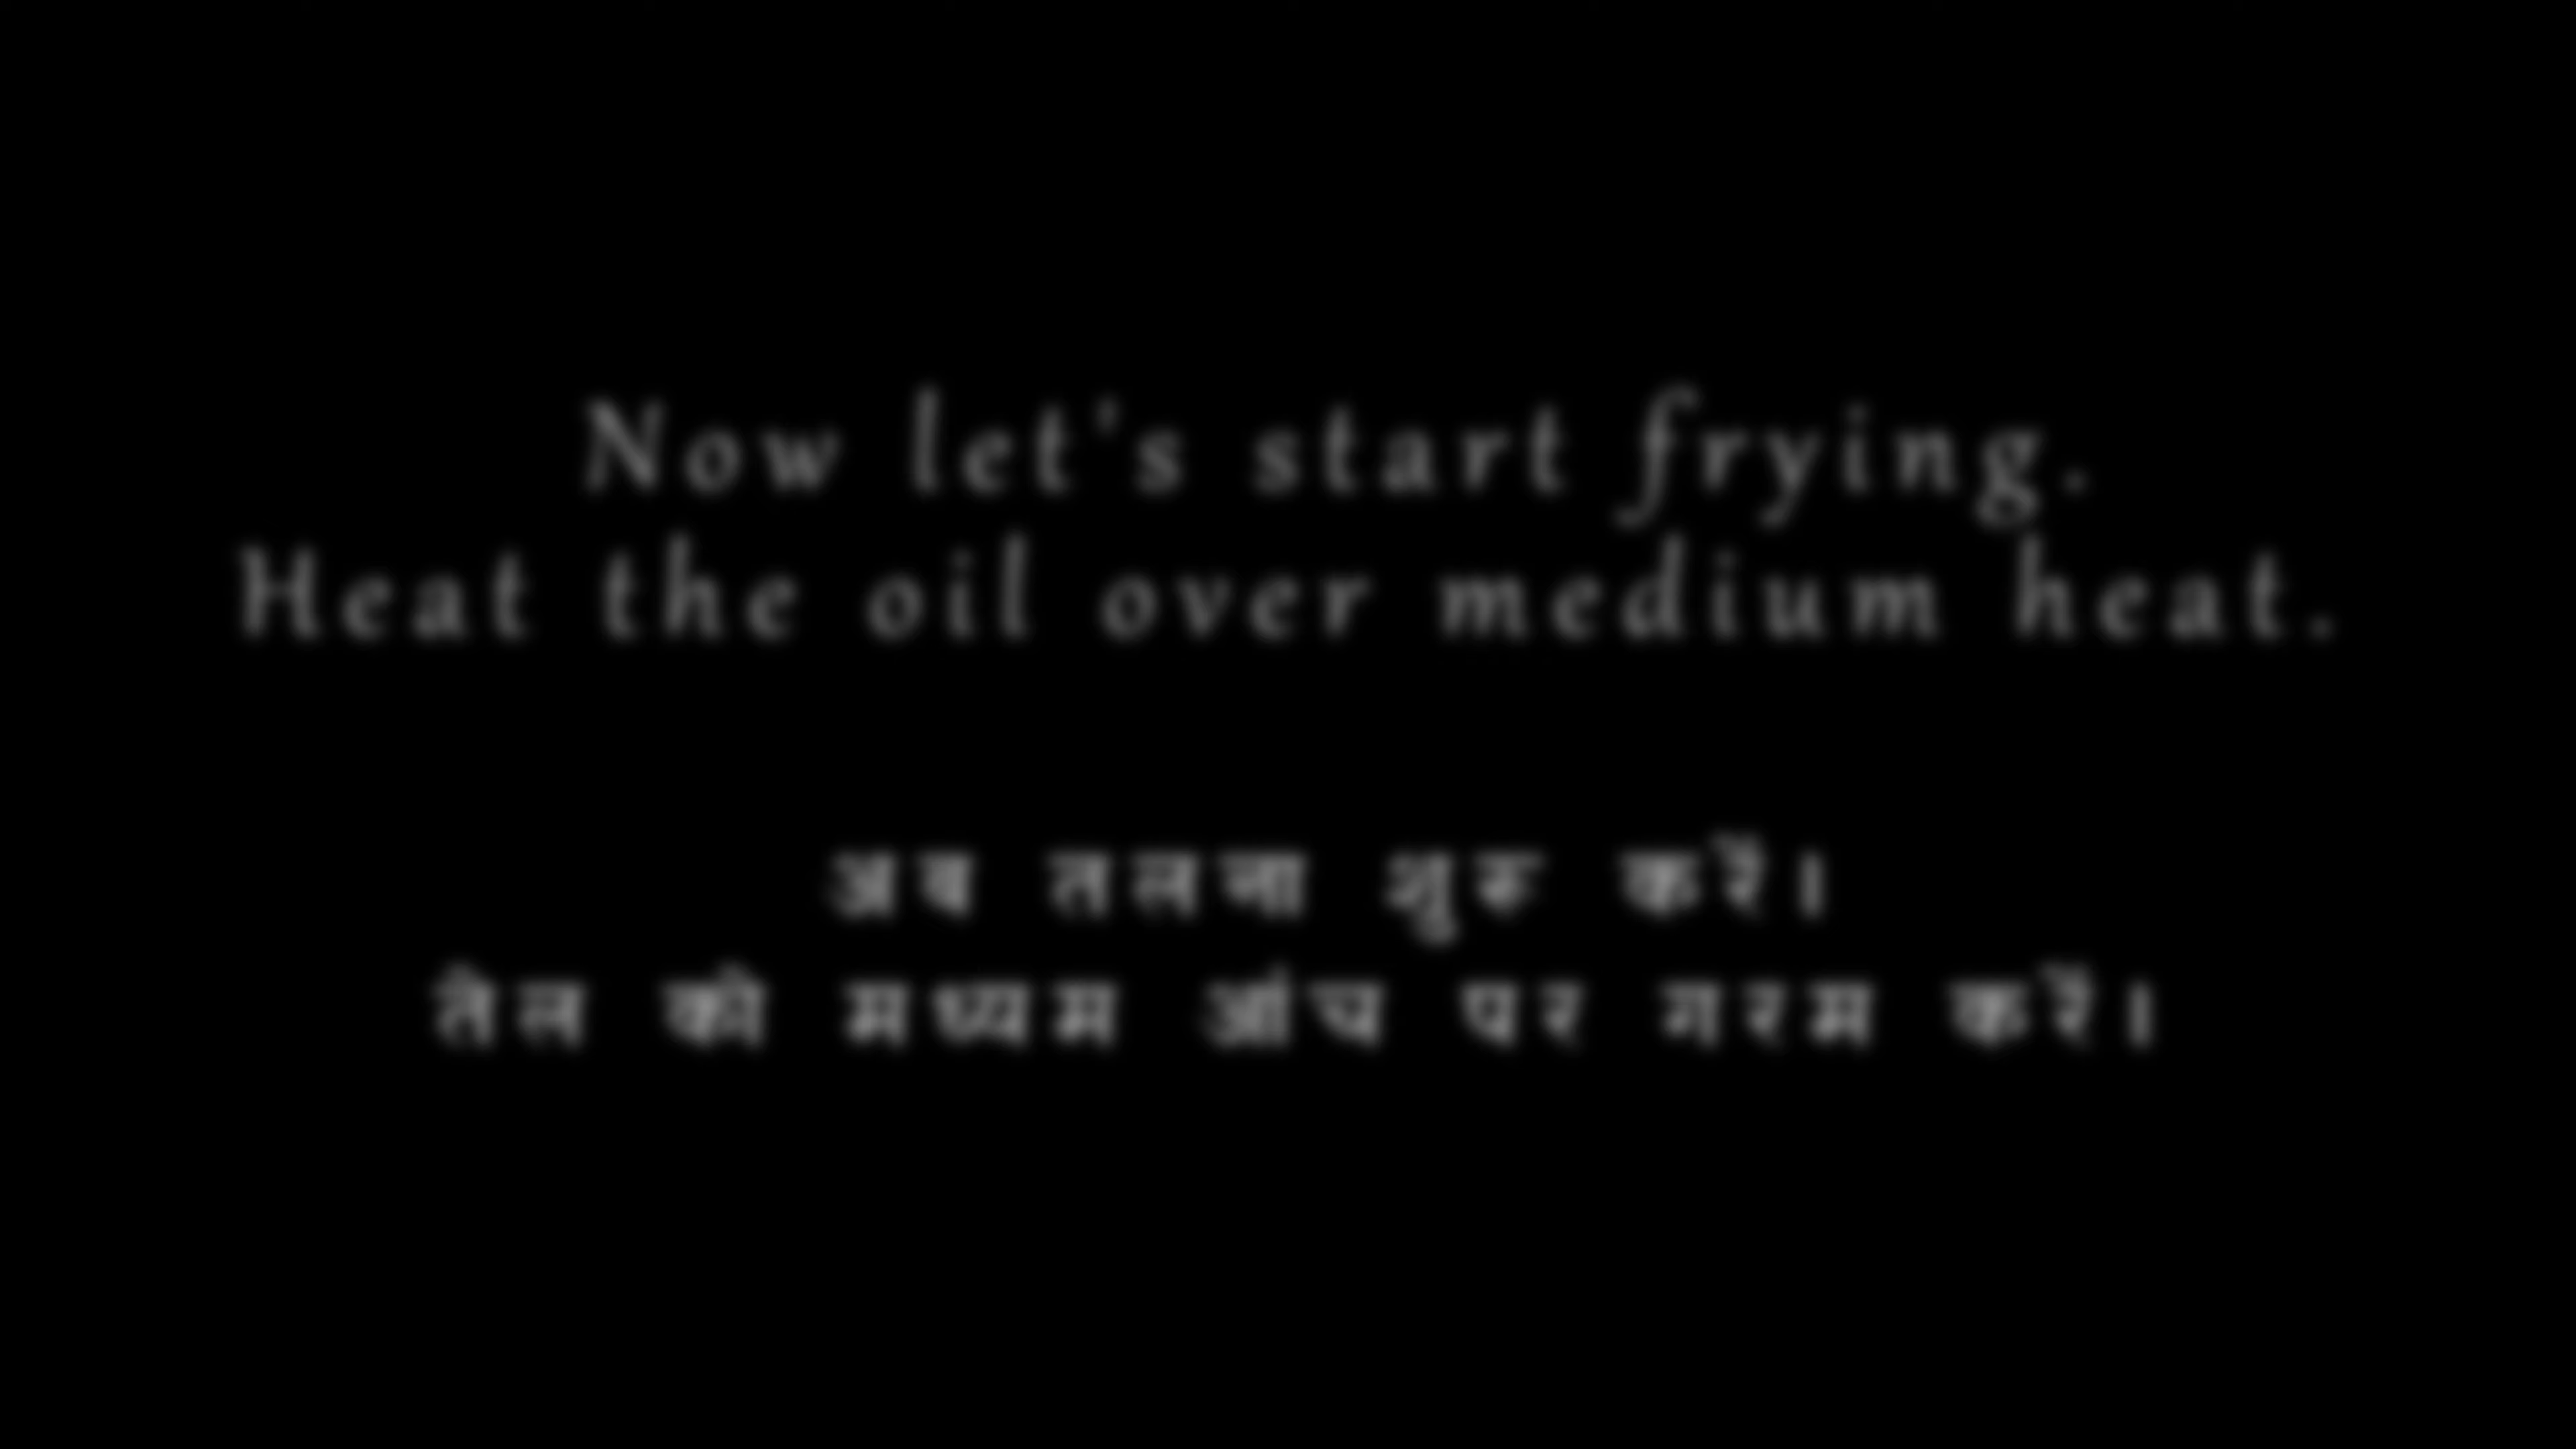 Now let's start frying.
Heat the oil over medium heat.
अब तलना शुरू करें।
तेल को मध्यम आंच पर गरम करें।